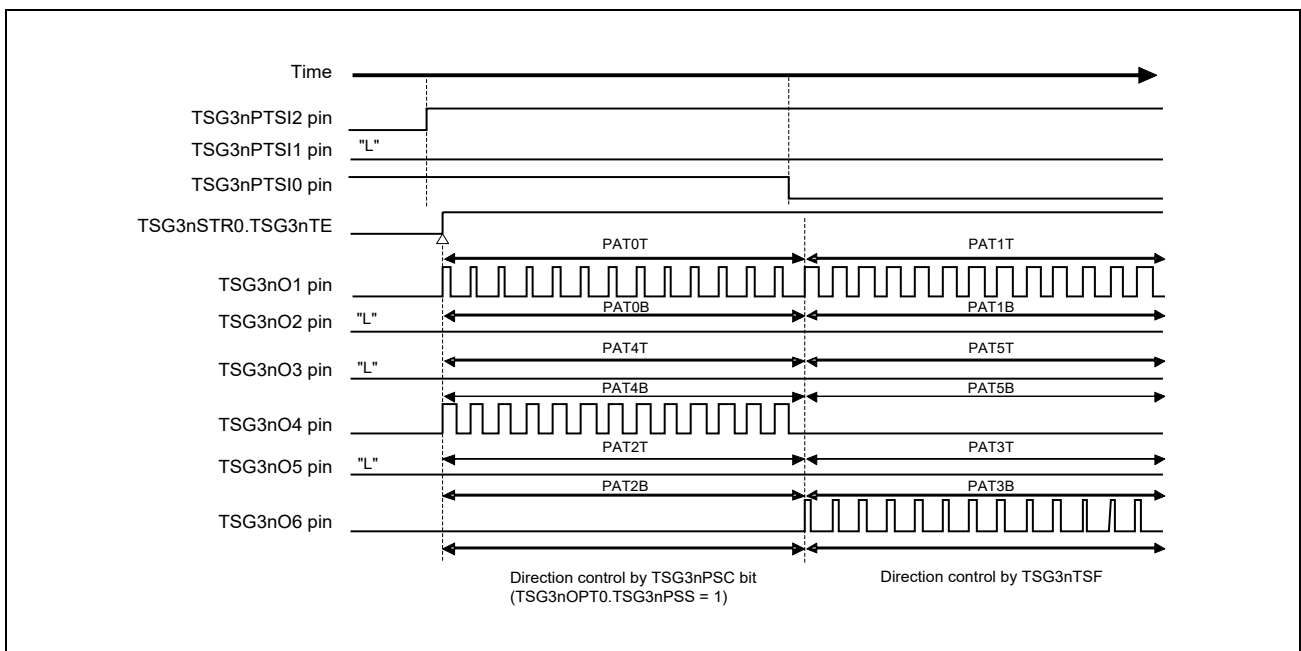 Time
TSG3nPTSI2 pin
TSG3nPTSI1 pin "L"
TSG3nPTSI0 pin
TSG3nSTR0.TSG3nTE
PAT0T PAT1T
TSG3nO1 pin
PAT0B PAT1B
TSG3nO2 pin "L"
PAT4T PAT5T
TSG3nO3 pin "L"
PAT4B PAT5B
TSG3nO4 pin
PAT2T PAT3T
TSG3nO5 pin "L"
PAT2B PAT3B
TSG3nO6 pin
Direction control by TSG3nPSC bit Direction control by TSG3nTSF
(TSG3nOPT0.TSG3nPSS = 1)